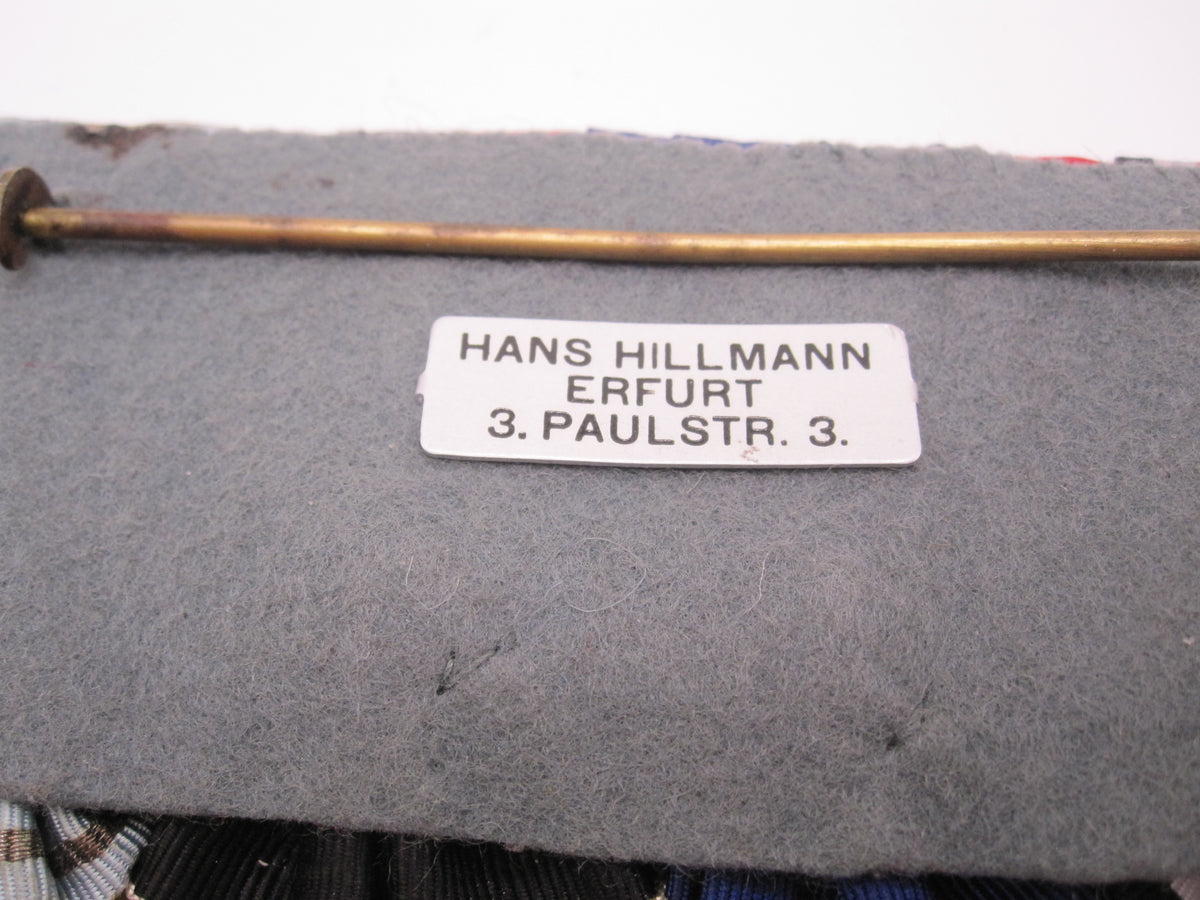 HANS HILLMANN
ERFURT
3. PAULSTR. 3.